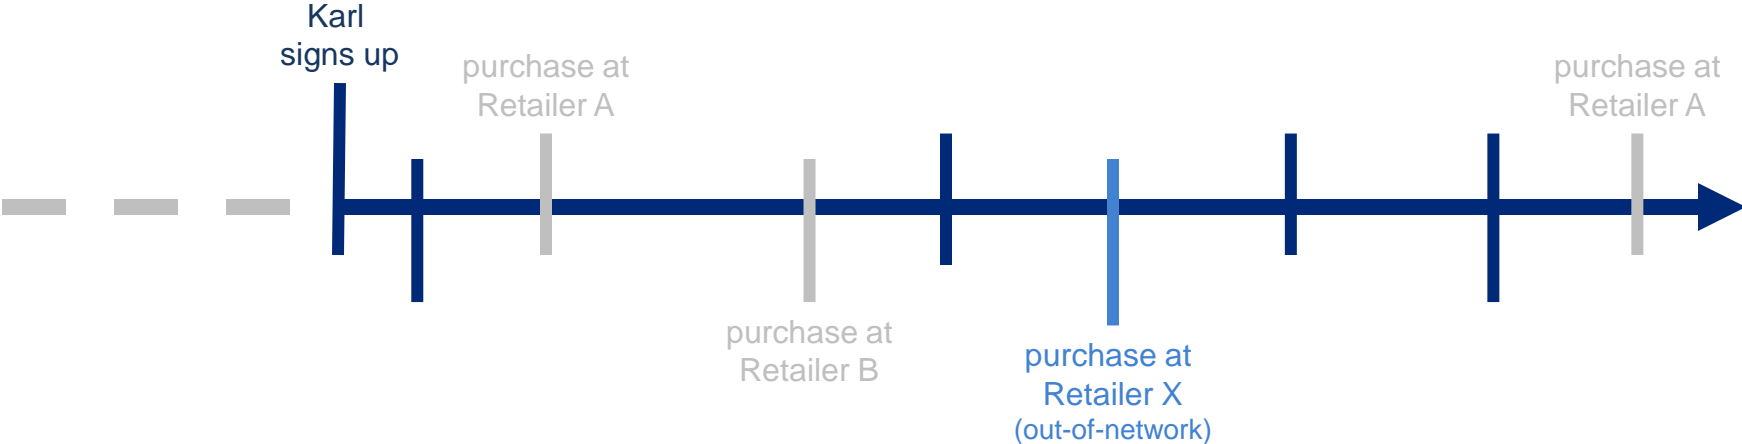 Karl
signs up
purchase at
Retailer A
purchase at
Retailer B
purchase at
Retailer X
(out-of-network)
purchase at
Retailer A